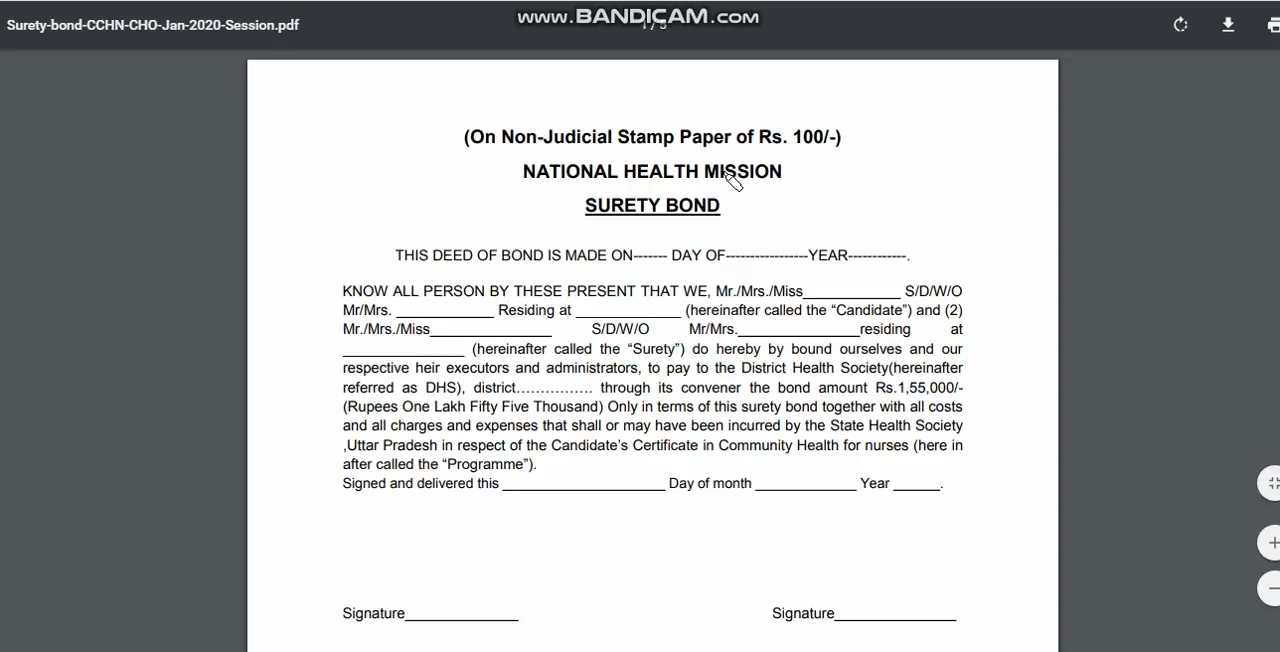 www.BANDICAM.com
Surety-bond-CCHN-CHO-Jan-2020-Session.pdf
(On Non-Judicial Stamp Paper of Rs. 100/-)
NATIONAL HEALTH MISSION
SURETY BOND
THIS DEED OF BOND IS MADE ON------- DAY OF-----------------YEAR------------.
KNOW ALL PERSON BY THESE PRESENT THAT WE, Mr./Mrs./Miss____________ S/D/W/O
Mr/Mrs. ____________ Residing at _____________ (hereinafter called the “Candidate”) and (2)
Mr./Mrs./Miss_______________ S/D/W/O Mr/Mrs._______________residing at
_______________ (hereinafter called the “Surety”) do hereby by bound ourselves and our
respective heir executors and administrators, to pay to the District Health Society(hereinafter
referred as DHS), district……………. through its convener the bond amount Rs.1,55,000/-
(Rupees One Lakh Fifty Five Thousand) Only in terms of this surety bond together with all costs
and all charges and expenses that shall or may have been incurred by the State Health Society
,Uttar Pradesh in respect of the Candidate’s Certificate in Community Health for nurses (here in
after called the “Programme”).
Signed and delivered this ____________________ Day of month ____________ Year ______.
Signature______________ Signature_______________